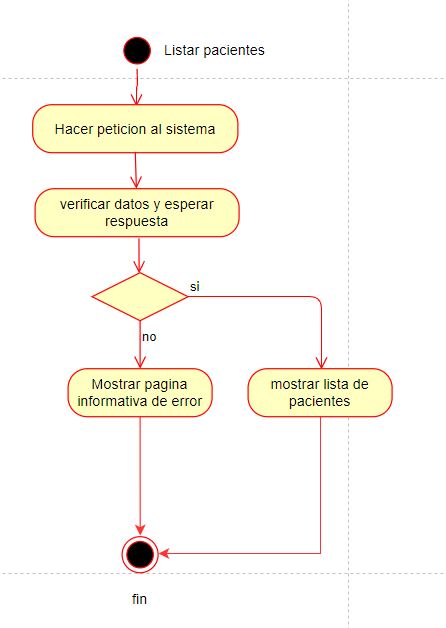 Listar pacientes
Hacer peticion al sistema
verificar datos y esperar
respuesta
si
no
Mostrar pagina
informativa de error
mostrar lista de
pacientes
fin